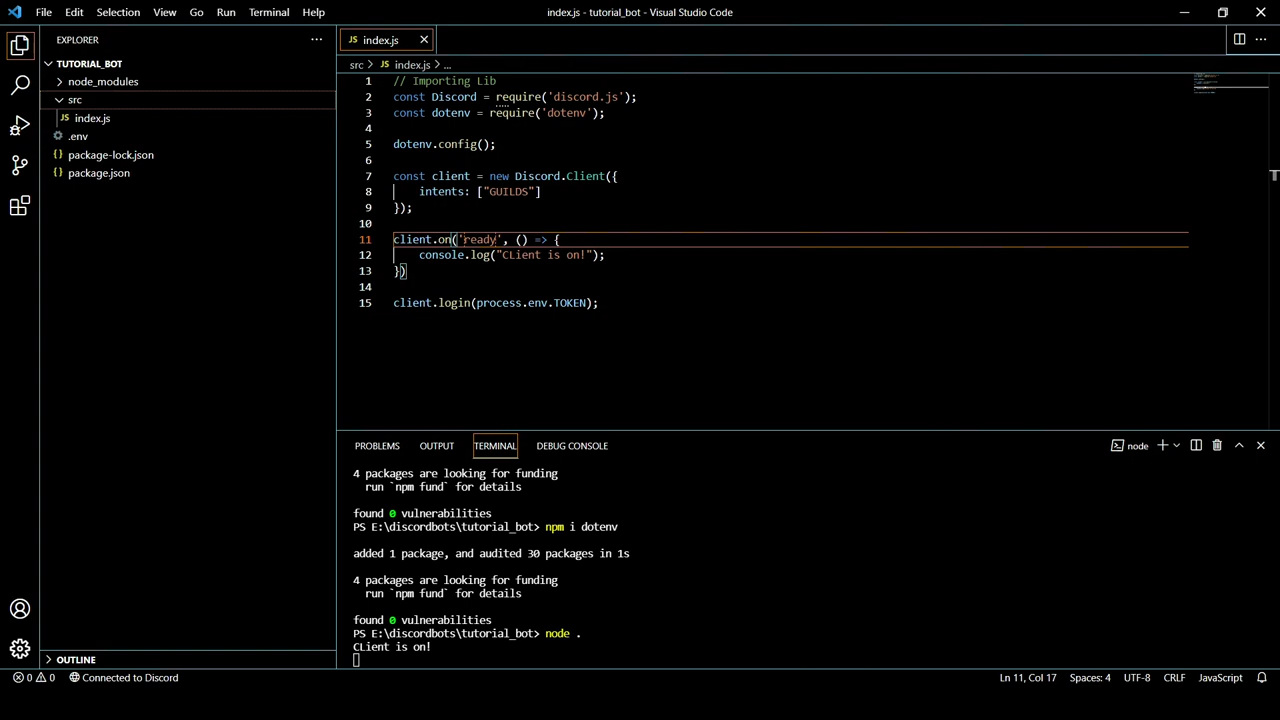 File Edit Selection View Go Run Terminal Help
index.js - tutorial_bot - Visual Studio Code
EXPLORER
TUTORIAL_BOT
node_modules
src
JS index.js
.env
{} package-lock.json
{} package.json
OUTLINE
JS index.js
src > JS index.js > ...
1 // Importing Lib
2 const Discord = require('discord.js');
3 const dotenv = require('dotenv');
4
5 dotenv.config();
6
7 const client = new Discord.Client({
8 intents: ["GUILDS"]
9 });
10
11 client.on('ready', () => {
12 console.log("CLient is on!");
13 })
14
15 client.login(process.env.TOKEN);
PROBLEMS OUTPUT TERMINAL DEBUG CONSOLE
node
4 packages are looking for funding
run `npm fund` for details
found 0 vulnerabilities
PS E:\discordbots\tutorial_bot> npm i dotenv
added 1 package, and audited 30 packages in 1s
4 packages are looking for funding
run `npm fund` for details
found 0 vulnerabilities
PS E:\discordbots\tutorial_bot> node .
CLient is on!
0 0 Connected to Discord
Ln 11, Col 17 Spaces: 4 UTF-8 CRLF JavaScript